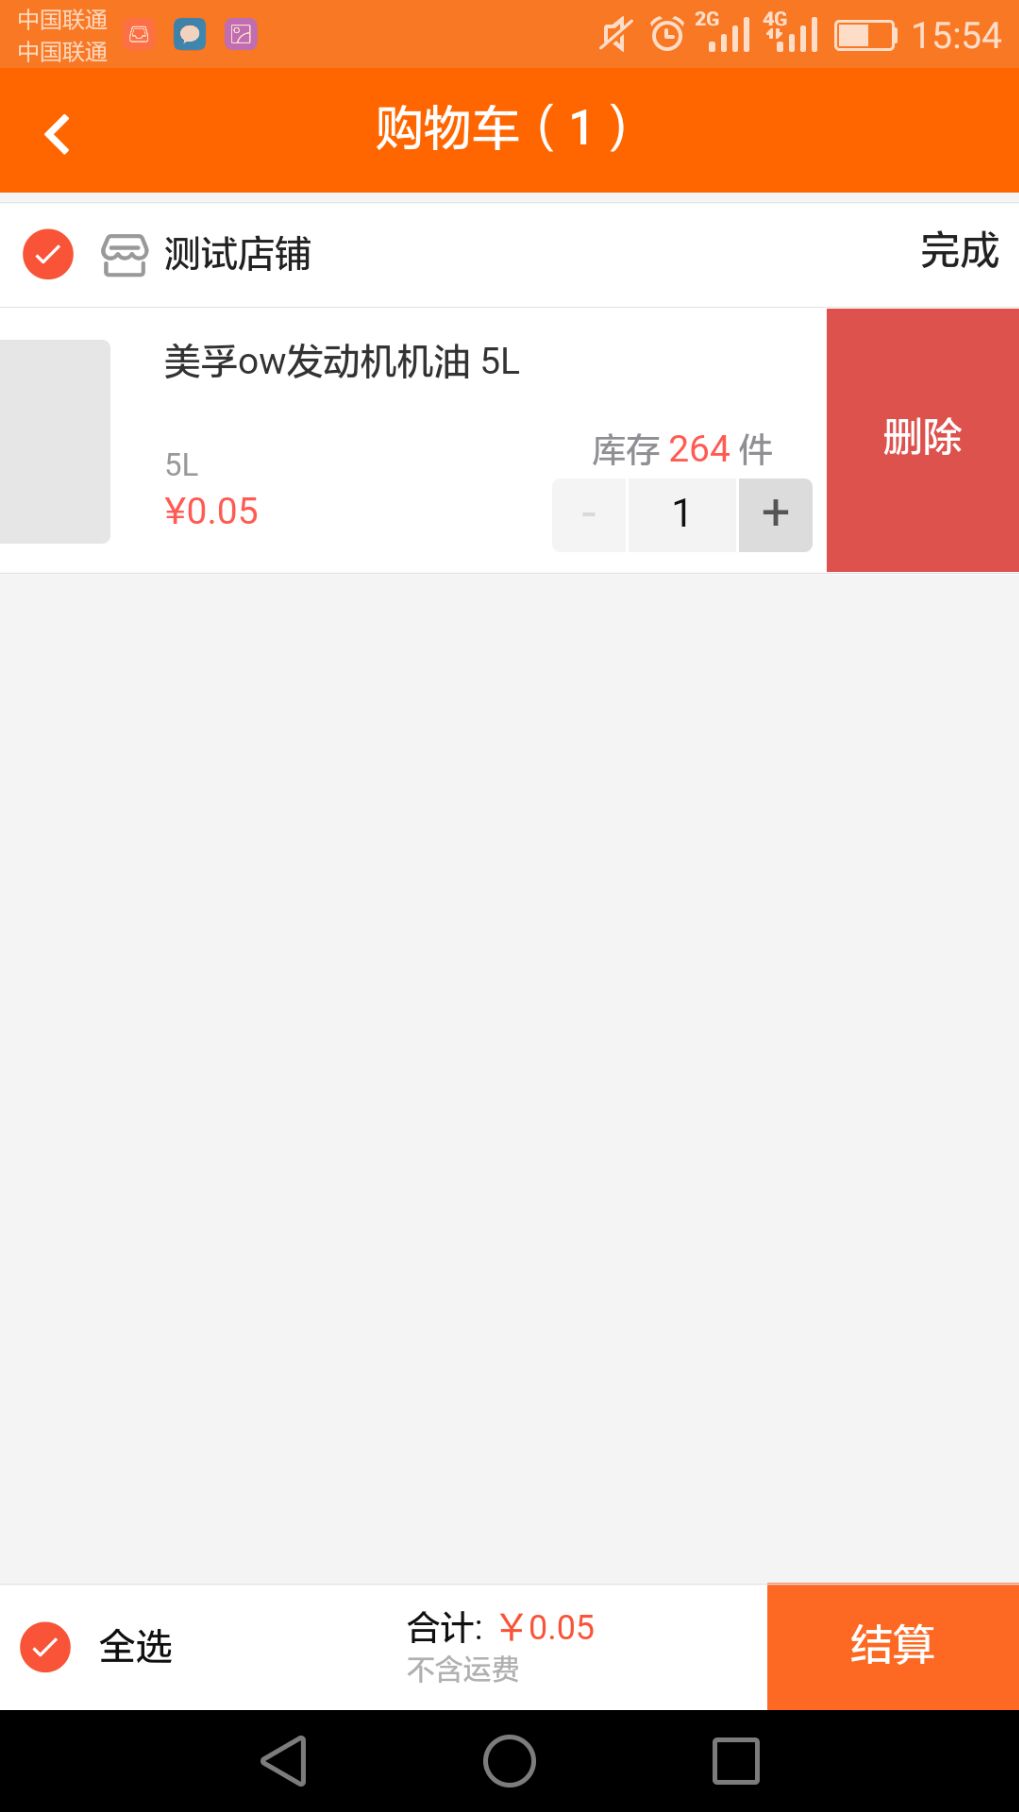 中国联通
中国联通
2G 4G 15:54
购物车（1）
测试店铺 完成
美孚ow发动机机油 5L
库存 264 件
删除
5L
¥0.05
- 1 +
全选
合计: ￥0.05
不含运费
结算